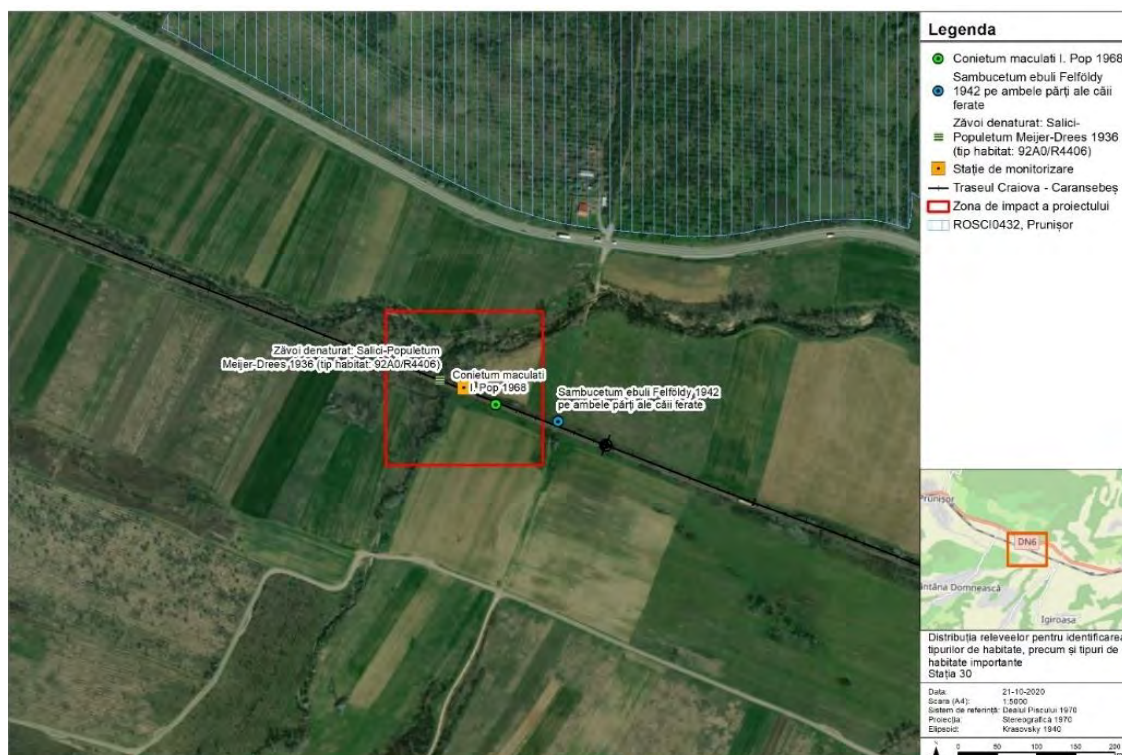 Zăvoi denaturat: Salici-Populetum
Meijer-Drees 1936 (tip habitat: 92A0/R4406)
Conietum maculati
I. Pop 1968
Sambucetum ebuli Felföldy 1942
pe ambele părți ale căii ferate
Legenda
Conietum maculati I. Pop 1968
Sambucetum ebuli Felföldy
1942 pe ambele părți ale căii
ferate
Zăvoi denaturat: Salici-
Populetum Meijer-Drees 1936
(tip habitat: 92A0/R4406)
Stație de monitorizare
Traseul Craiova - Caransebeș
Zona de impact a proiectului
ROSCI0432, Prunișor
Prunișor
DN6
ântâna Domnească
Igiroasa
Distribuția releveelor pentru identificarea
tipurilor de habitate, precum și tipuri de
habitate importante
Stația 30
Data: 21-10-2020
Scara (A4): 1:5000
Sistem de referință: Dealul Piscului 1970
Proiecția: Stereografică 1970
Elipsoid: Krasovsky 1940
0 50 100 150 200